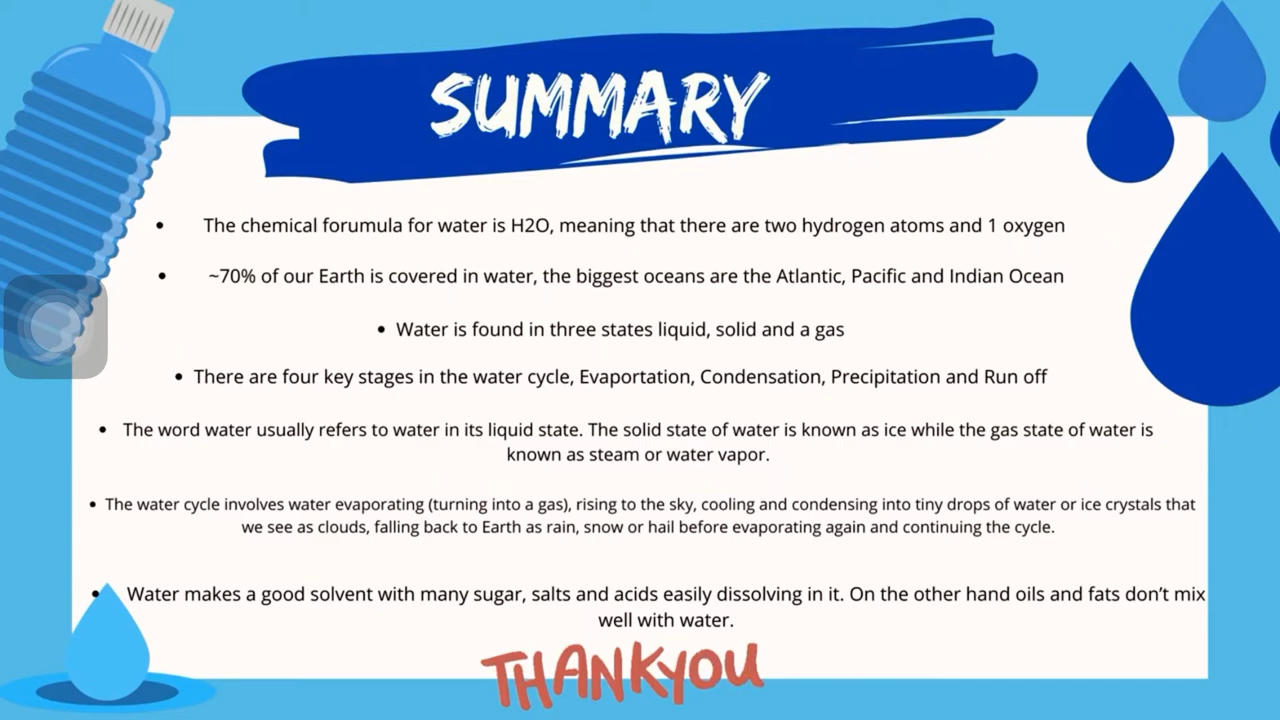 SUMMARY
• The chemical forumula for water is H2O, meaning that there are two hydrogen atoms and 1 oxygen
• ~70% of our Earth is covered in water, the biggest oceans are the Atlantic, Pacific and Indian Ocean
• Water is found in three states liquid, solid and a gas
• There are four key stages in the water cycle, Evaportation, Condensation, Precipitation and Run off
• The word water usually refers to water in its liquid state. The solid state of water is known as ice while the gas state of water is
known as steam or water vapor.
• The water cycle involves water evaporating (turning into a gas), rising to the sky, cooling and condensing into tiny drops of water or ice crystals that
we see as clouds, falling back to Earth as rain, snow or hail before evaporating again and continuing the cycle.
• Water makes a good solvent with many sugar, salts and acids easily dissolving in it. On the other hand oils and fats don’t mix
well with water.
THANKYOU